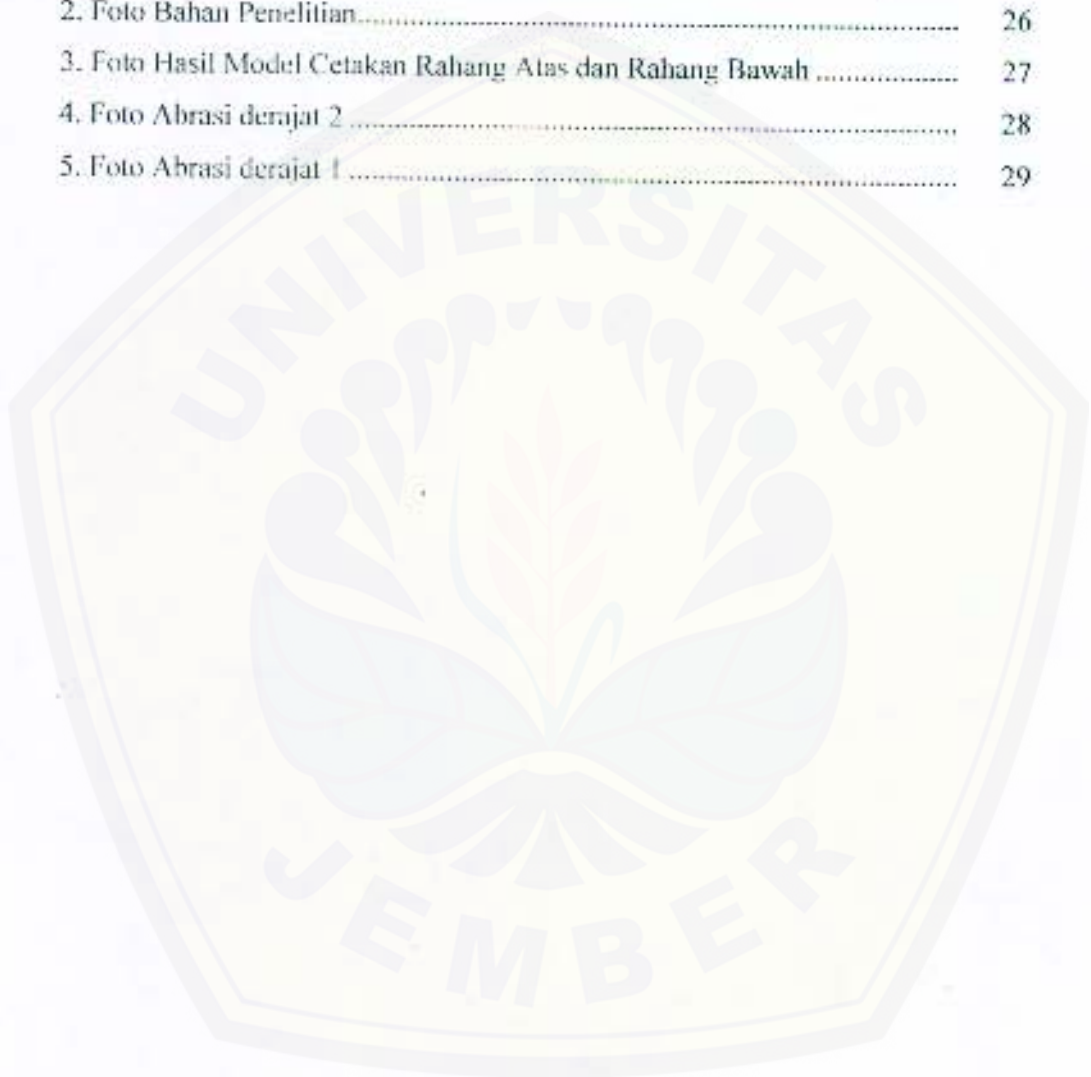 2. Foto Bahan Penelitian.......................................................... 26
3. Foto Hasil Model Cetakan Rahang Atas dan Rahang Bawah ................. 27
4. Foto Abrasi derajat 2 ............................................................ 28
5. Foto Abrasi derajat 1 ............................................................ 29
UNIVERSITAS
JEMBER